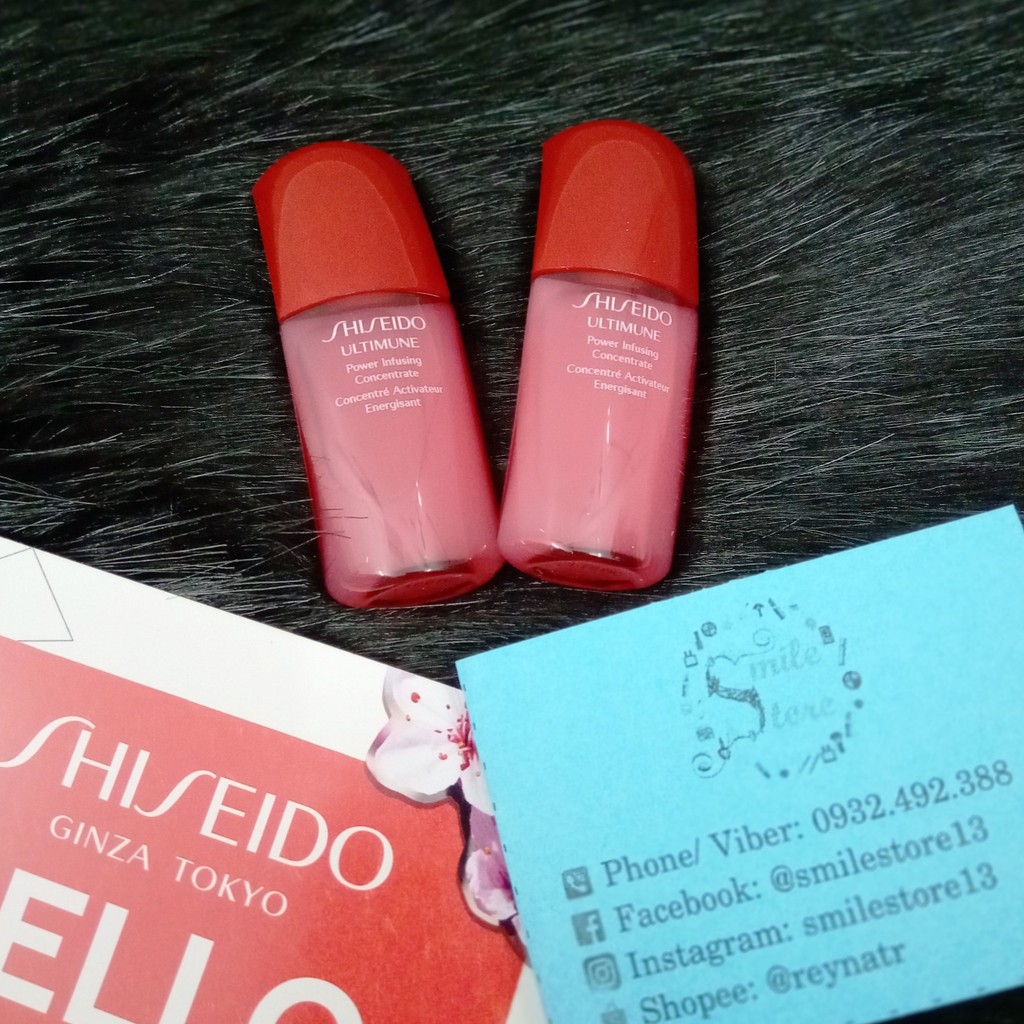 SHISEIDO
ULTIMUNE
Power Infusing
Concentrate
Concentré Activateur
Energisant
SHISEIDO
ULTIMUNE
Power Infusing
Concentrate
Concentré Activateur
Energisant
SHISEIDO
GINZA TOKYO
ELLO
Smile
Store
Phone/ Viber: 0932.492.388
Facebook: @smilestore13
Instagram: smilestore13
Shopee: @reynatr